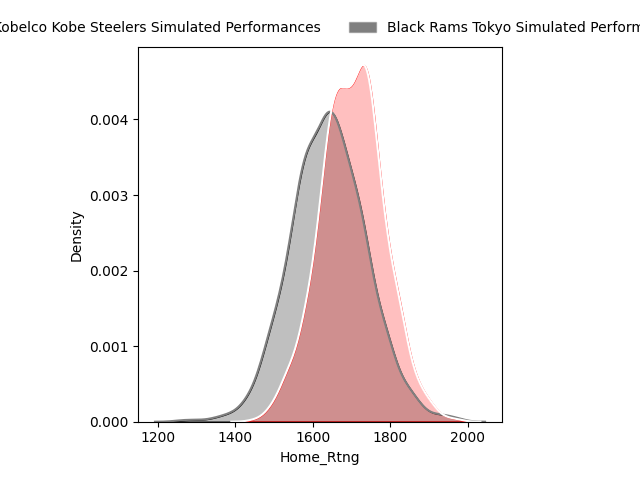 Kobelco Kobe Steelers Simulated Performances Black Rams Tokyo Simulated Perform
0.004
0.003
0.002
0.001
0.000
Density
1200 1400 1600 1800 2000
Home_Rtng